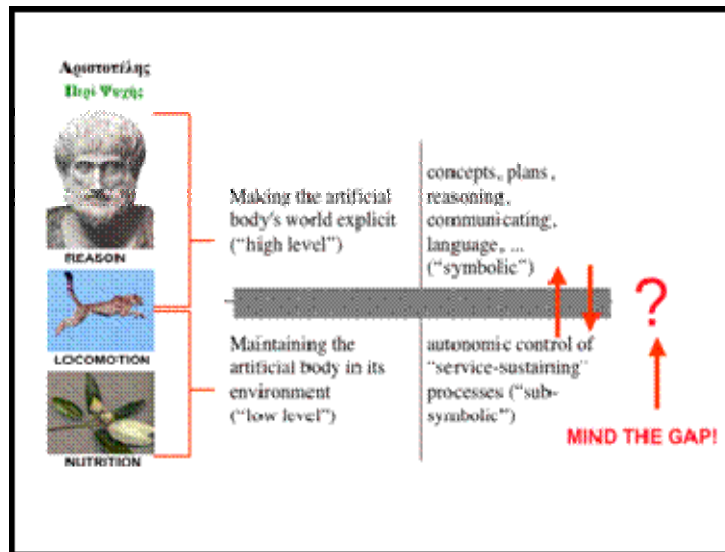 Αριστοτέλης
Περί Ψυχής
REASON
LOCOMOTION
NUTRITION
Making the artificial
body's world explicit
("high level")
Maintaining the
artificial body in its
environment
("low level")
concepts, plans,
reasoning,
communicating,
language, ...
("symbolic")
autonomic control of
"service-sustaining"
processes ("sub-
symbolic")
?
MIND THE GAP!